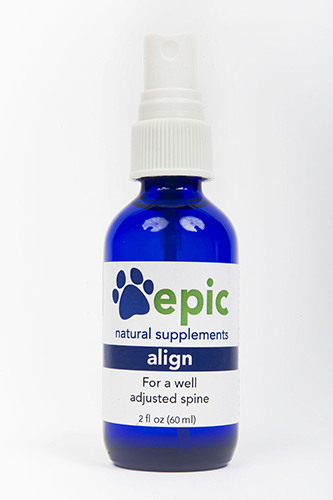 epic
natural supplements
align
For a well
adjusted spine
2 fl oz (60 ml)